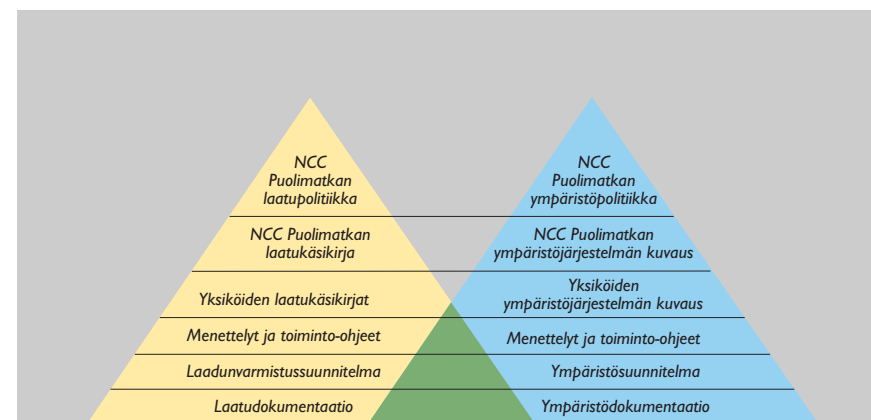 NCC
Puolimatkan
laatupolitiikka
NCC Puolimatkan
laatukäsikirja
Yksiköiden laatukäsikirjat
Menettelyt ja toiminto-ohjeet
Laadunvarmistussuunnitelma
Laatudokumentaatio
NCC
Puolimatkan
ympäristöpolitiikka
NCC Puolimatkan
ympäristöjärjestelmän kuvaus
Yksiköiden
ympäristöjärjestelmän kuvaus
Menettelyt ja toiminto-ohjeet
Ympäristösuunnitelma
Ympäristödokumentaatio